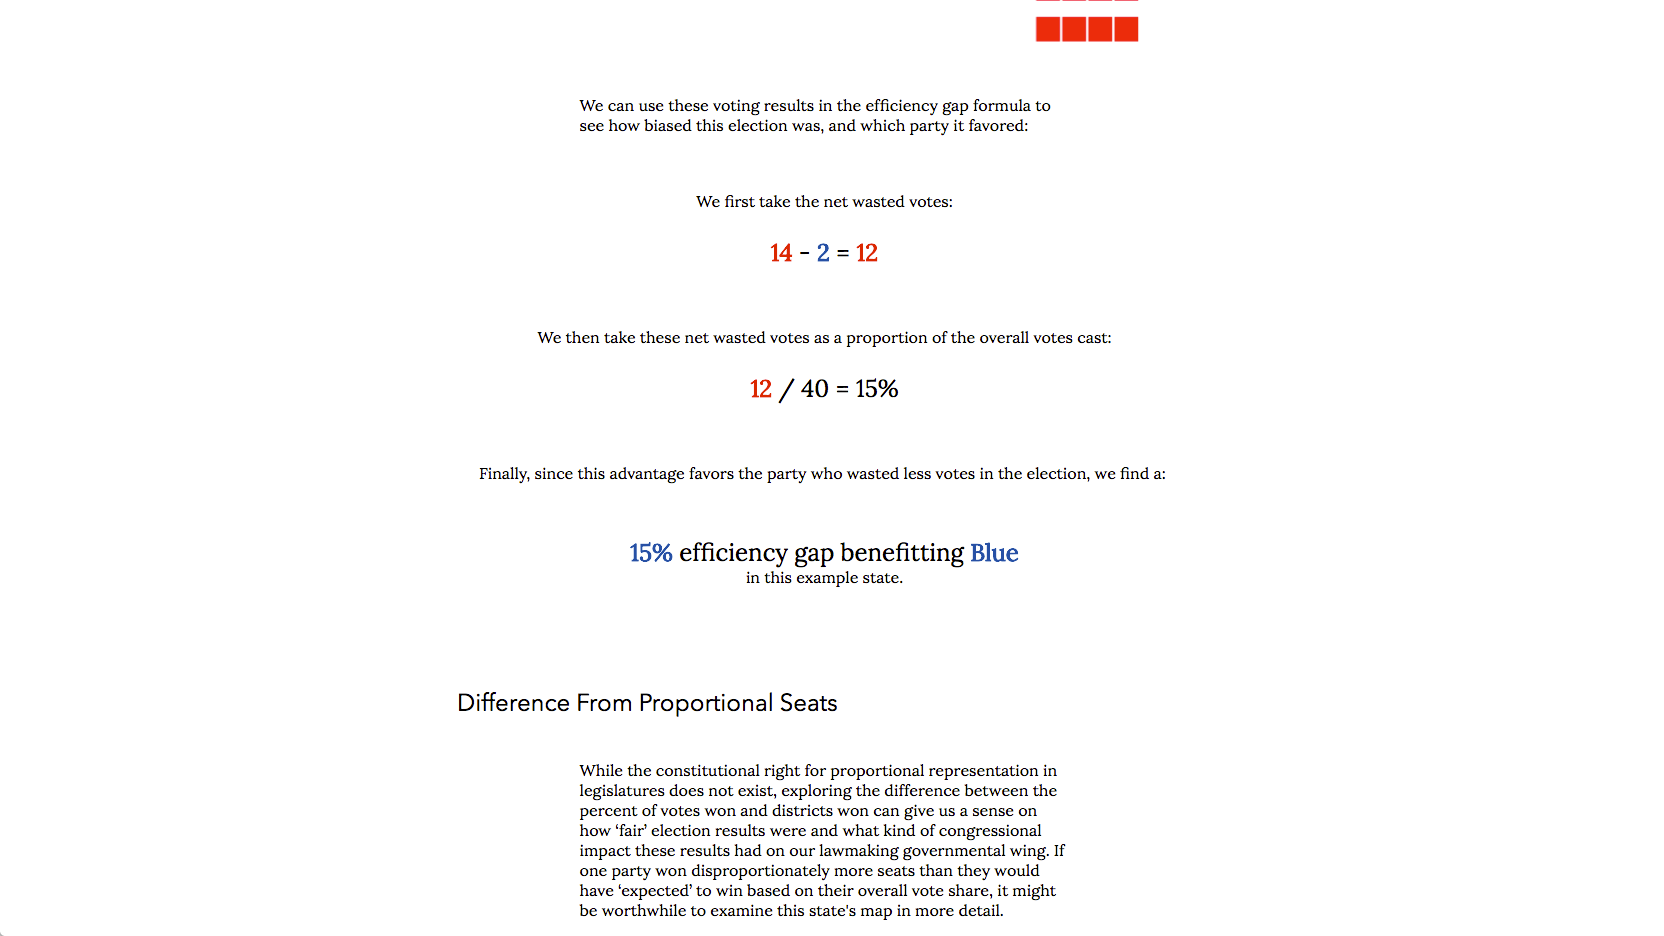 We can use these voting results in the efficiency gap formula to
see how biased this election was, and which party it favored:
We first take the net wasted votes:
14 - 2 = 12
We then take these net wasted votes as a proportion of the overall votes cast:
12 / 40 = 15%
Finally, since this advantage favors the party who wasted less votes in the election, we find a:
15% efficiency gap benefitting Blue
in this example state.
Difference From Proportional Seats
While the constitutional right for proportional representation in
legislatures does not exist, exploring the difference between the
percent of votes won and districts won can give us a sense on
how ‘fair’ election results were and what kind of congressional
impact these results had on our lawmaking governmental wing. If
one party won disproportionately more seats than they would
have ‘expected’ to win based on their overall vote share, it might
be worthwhile to examine this state's map in more detail.